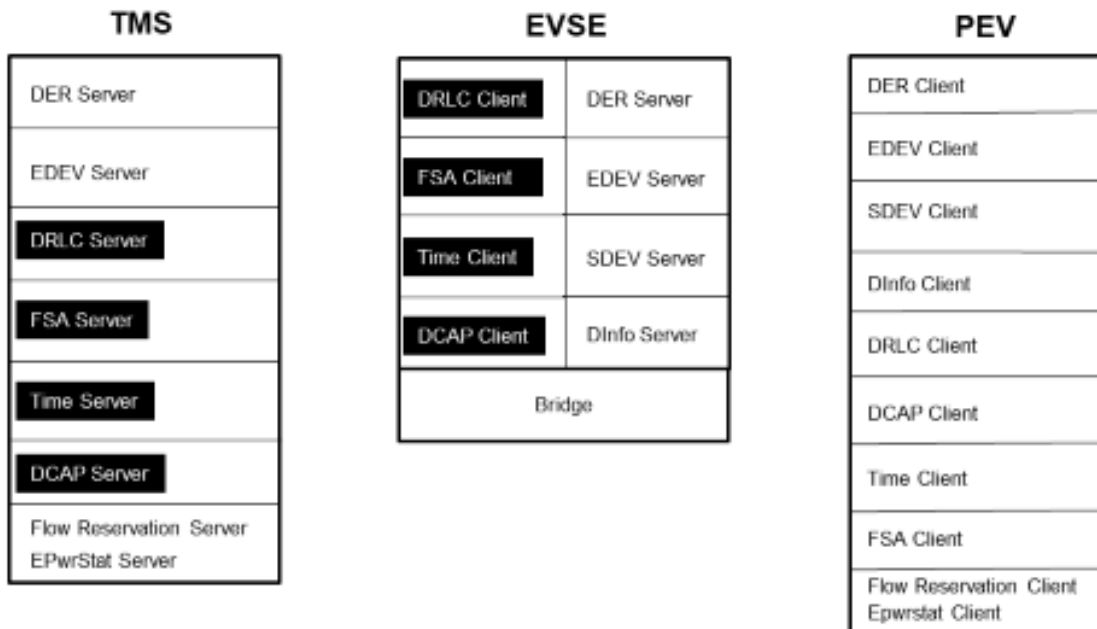 TMS
DER Server
EDEV Server
DRLC Server
FSA Server
Time Server
DCAP Server
Flow Reservation Server
EPwrStat Server
EVSE
DRLC Client
DER Server
FSA Client
EDEV Server
Time Client
SDEV Server
DCAP Client
DInfo Server
Bridge
PEV
DER Client
EDEV Client
SDEV Client
DInfo Client
DRLC Client
DCAP Client
Time Client
FSA Client
Flow Reservation Client
Epwrstat Client